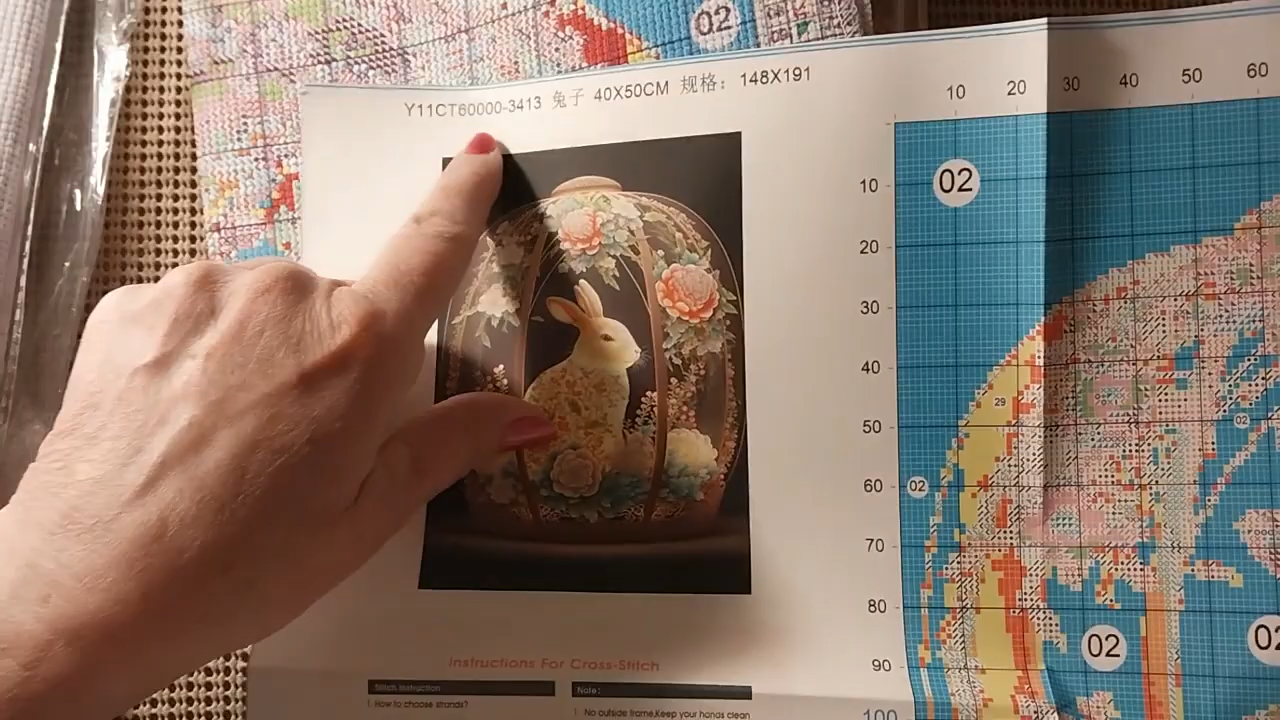 02
Y11CT60000-3413 兔子 40X50CM 规格: 148X191
10 20 30 40 50 60
10
20
30
40
50
60
70
80
90
100
02
29
02
02
02
02
Instructions For Cross-Stitch
Stitch Instruction
1. How to choose strands?
Note:
1. No outside frame,Keep your hands clean